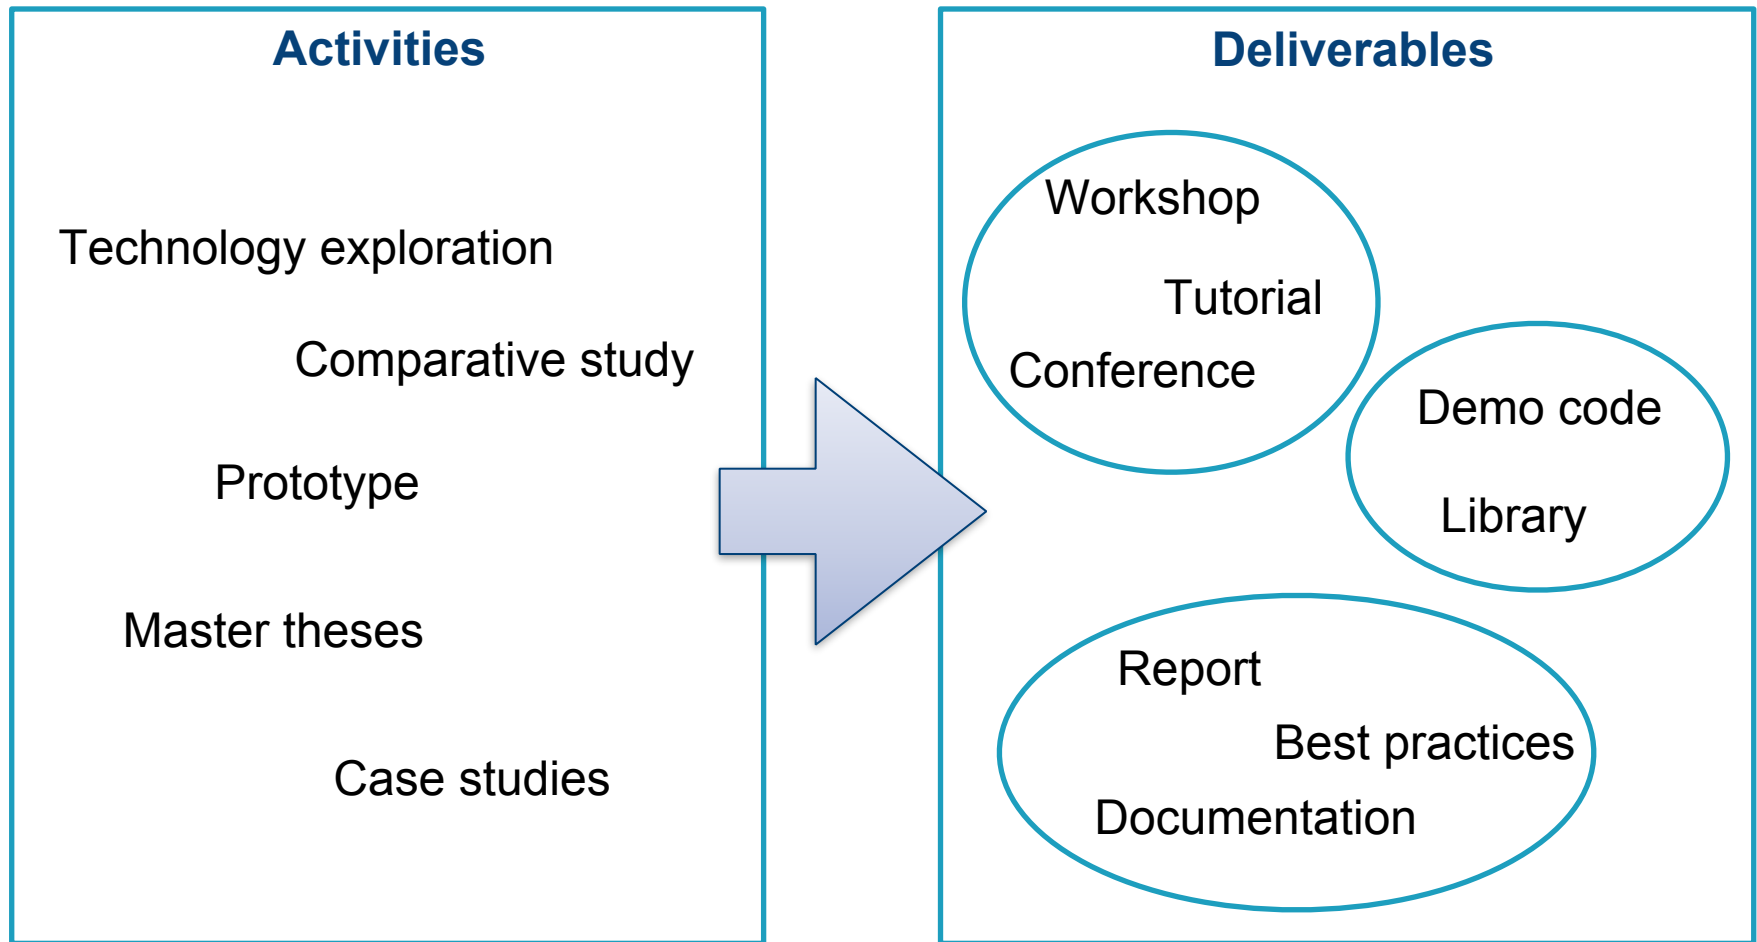 Activities
Technology exploration
Comparative study
Prototype
Master theses
Case studies
Deliverables
Workshop
Tutorial
Conference
Demo code
Library
Report
Best practices
Documentation